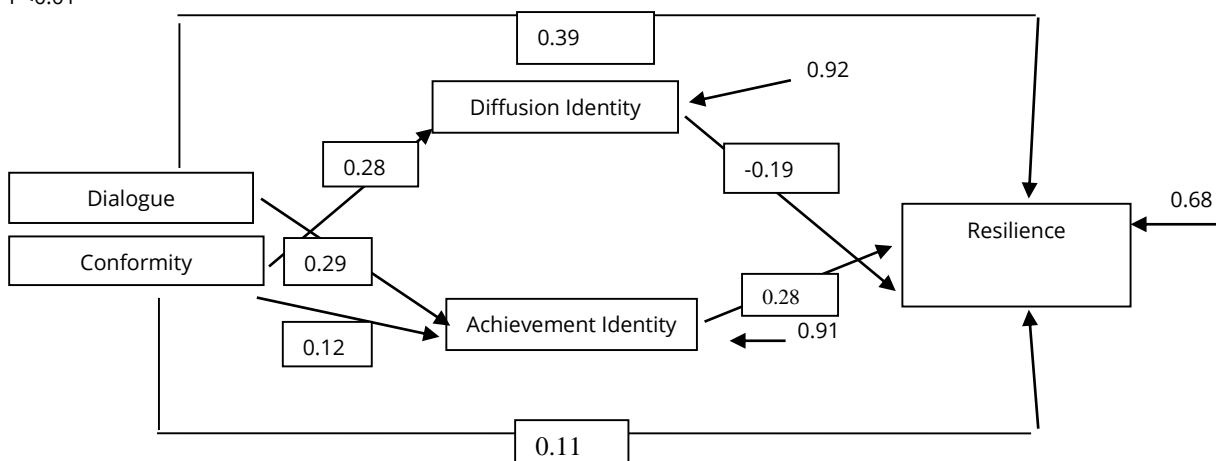 0.39
0.92
Diffusion Identity
0.28
-0.19
Dialogue
0.68
Resilience
Conformity
0.29
0.28
Achievement Identity
0.91
0.12
0.11